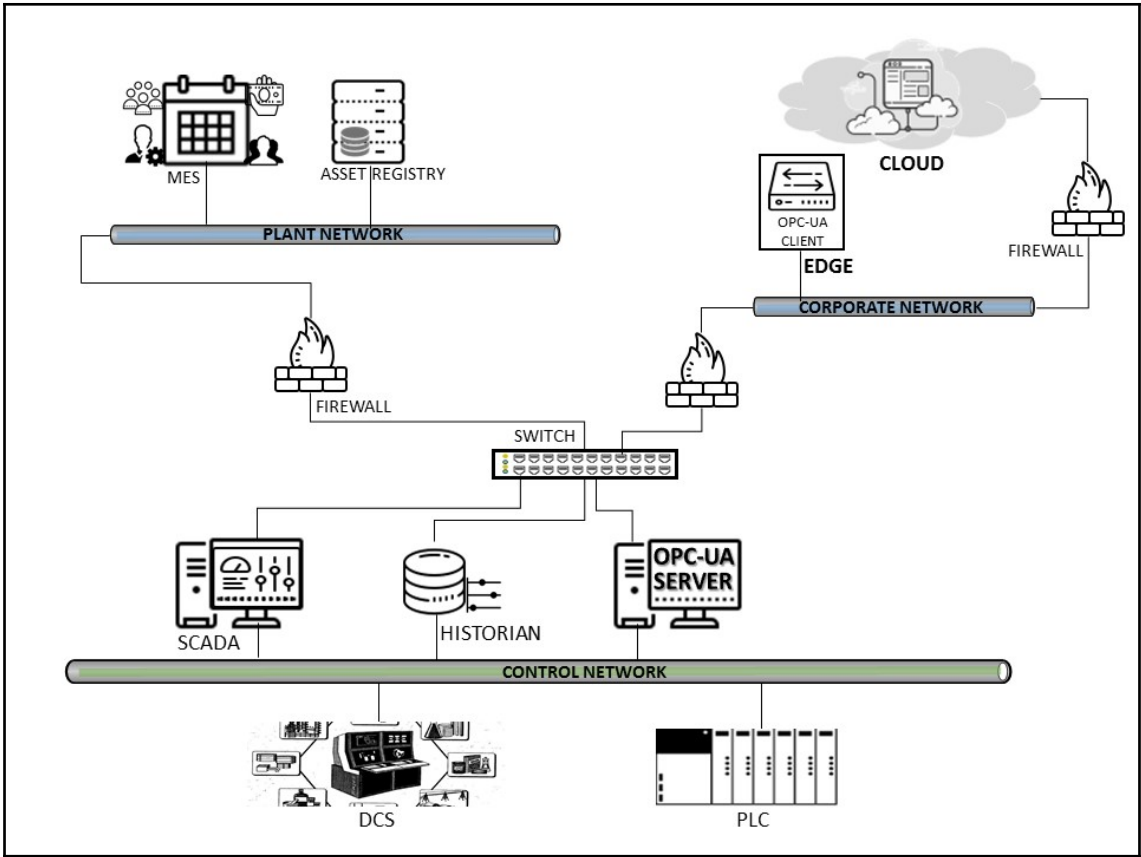 MES
ASSET REGISTRY
PLANT NETWORK
CLOUD
OPC-UA
CLIENT
EDGE
FIREWALL
CORPORATE NETWORK
FIREWALL
SWITCH
OPC-UA
SERVER
SCADA
HISTORIAN
CONTROL NETWORK
DCS
PLC